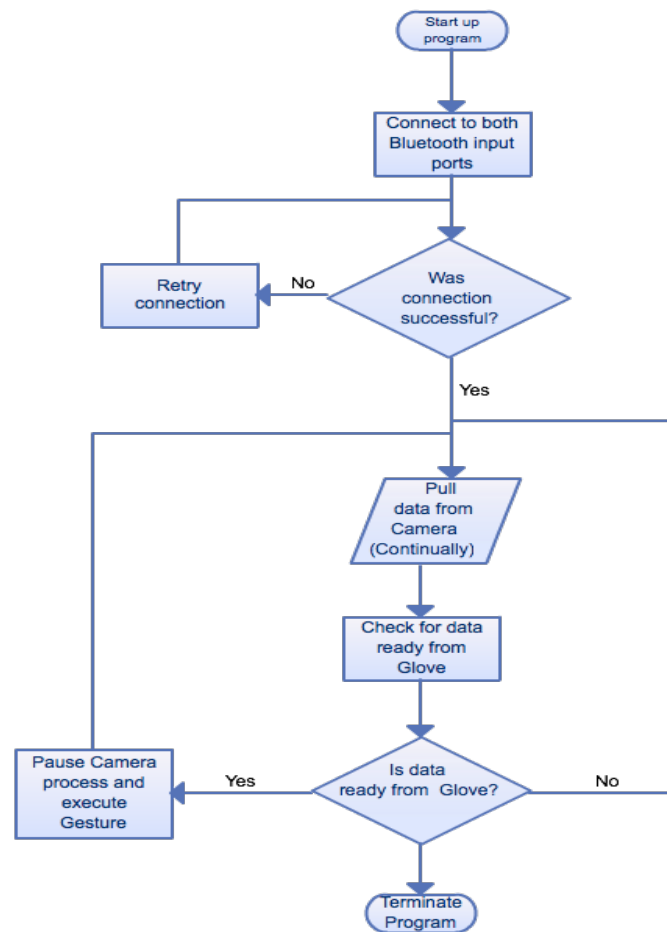 Start up
program
Connect to both
Bluetooth input
ports
Retry
connection
No
Was
connection
successful?
Yes
Pull
data from
Camera
(Continually)
Check for data
ready from
Glove
Pause Camera
process and
execute
Gesture
Yes
Is data
ready from Glove?
No
Terminate
Program